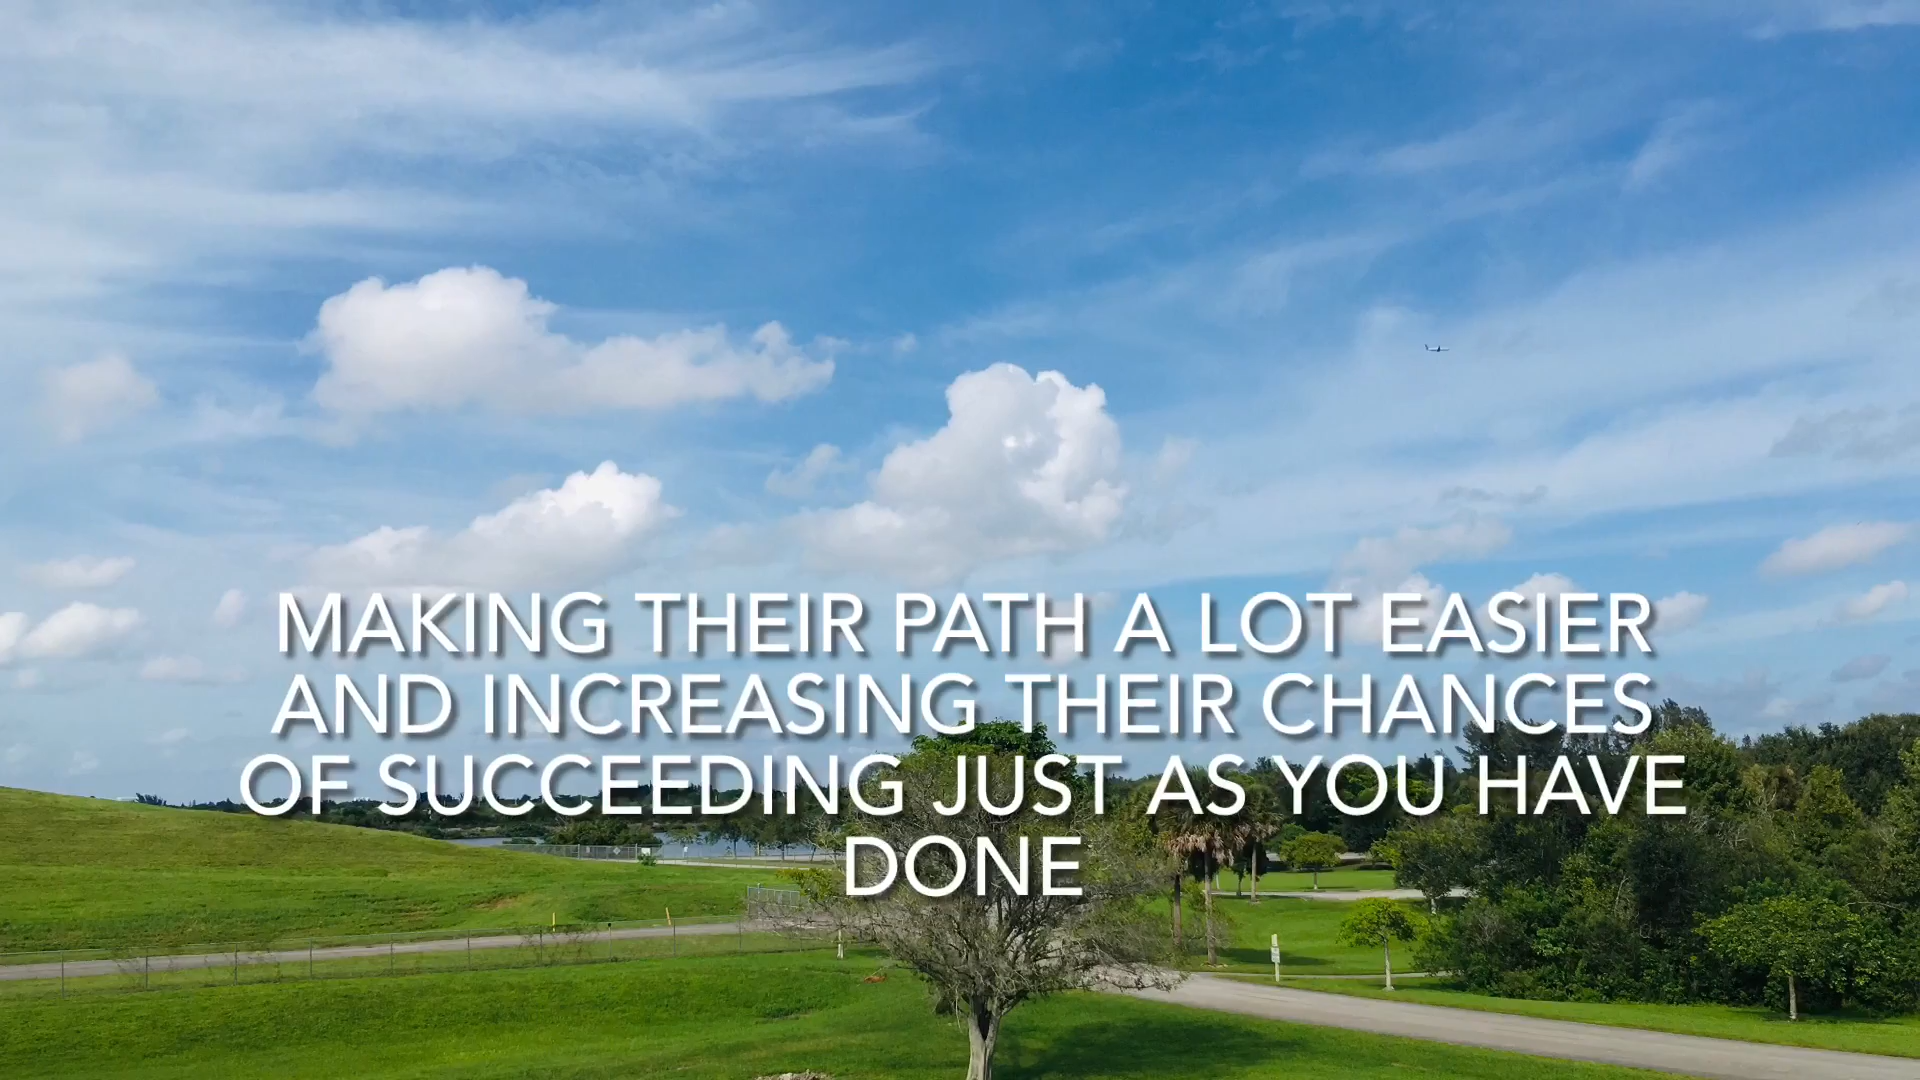 MAKING THEIR PATH A LOT EASIER
AND INCREASING THEIR CHANCES
OF SUCCEEDING JUST AS YOU HAVE
DONE